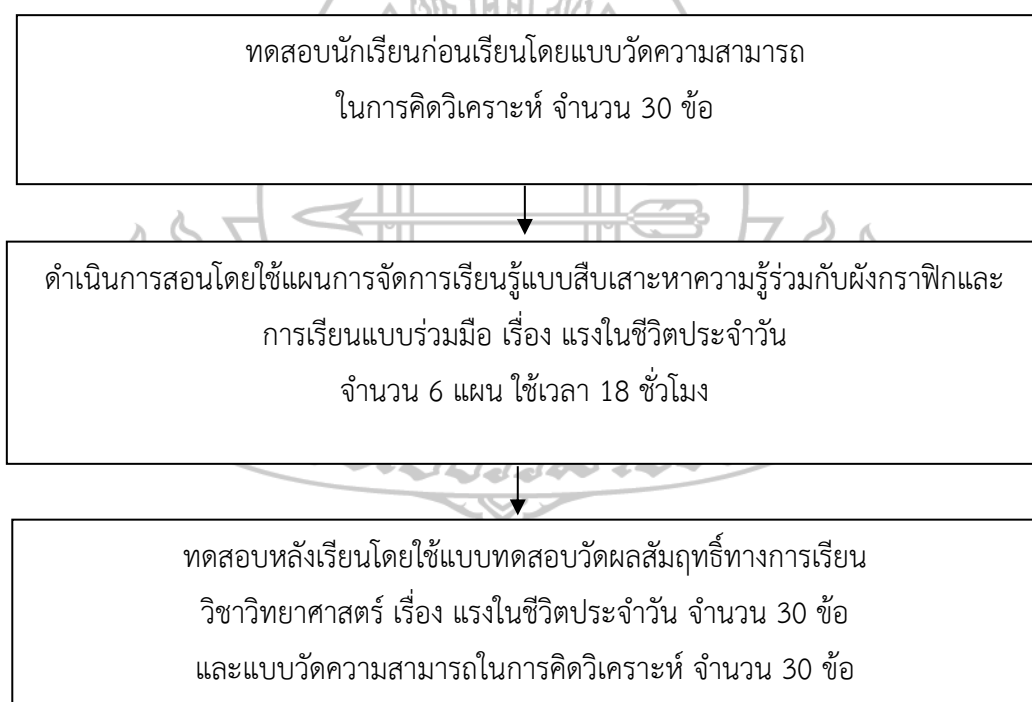 ทดสอบนักเรียนก่อนเรียนโดยแบบวัดความสามารถ
ในการคิดวิเคราะห์ จำนวน 30 ข้อ
ดำเนินการสอนโดยใช้แผนการจัดการเรียนรู้แบบสืบเสาะหาความรู้ร่วมกับผังกราฟิกและ
การเรียนแบบร่วมมือ เรื่อง แรงในชีวิตประจำวัน
จำนวน 6 แผน ใช้เวลา 18 ชั่วโมง
ทดสอบหลังเรียนโดยใช้แบบทดสอบวัดผลสัมฤทธิ์ทางการเรียน
วิชาวิทยาศาสตร์ เรื่อง แรงในชีวิตประจำวัน จำนวน 30 ข้อ
และแบบวัดความสามารถในการคิดวิเคราะห์ จำนวน 30 ข้อ